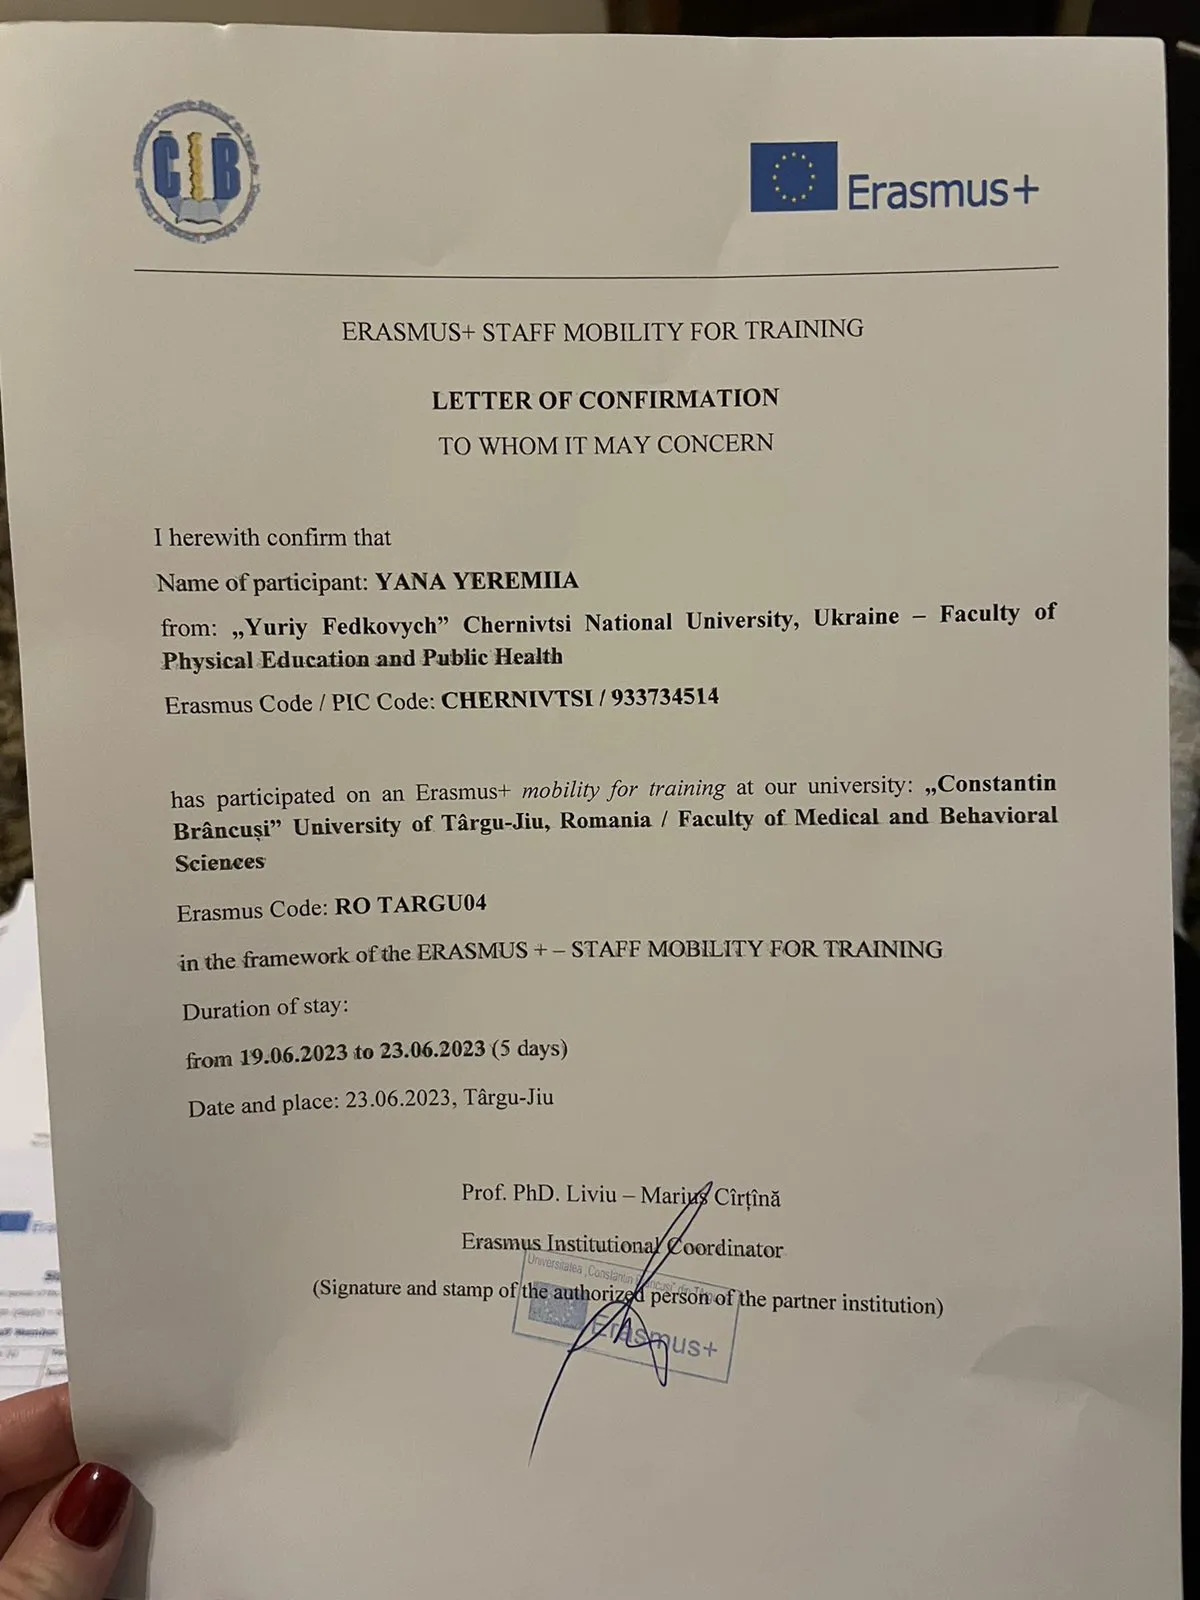 CIB
Erasmus+
ERASMUS+ STAFF MOBILITY FOR TRAINING
LETTER OF CONFIRMATION
TO WHOM IT MAY CONCERN
I herewith confirm that
Name of participant: YANA YEREMIIA
from: „Yuriy Fedkovych” Chernivtsi National University, Ukraine – Faculty of
Physical Education and Public Health
Erasmus Code / PIC Code: CHERNIVTSI / 933734514
has participated on an Erasmus+ mobility for training at our university: „Constantin
Brâncuși” University of Târgu-Jiu, Romania / Faculty of Medical and Behavioral
Sciences
Erasmus Code: RO TARGU04
in the framework of the ERASMUS + – STAFF MOBILITY FOR TRAINING
Duration of stay:
from 19.06.2023 to 23.06.2023 (5 days)
Date and place: 23.06.2023, Târgu-Jiu
Prof. PhD. Liviu – Marius Cîrțînă
Erasmus Institutional Coordinator
(Signature and stamp of the authorized person of the partner institution)
Universitatea „Constantin Brâncuși” din
Erasmus+